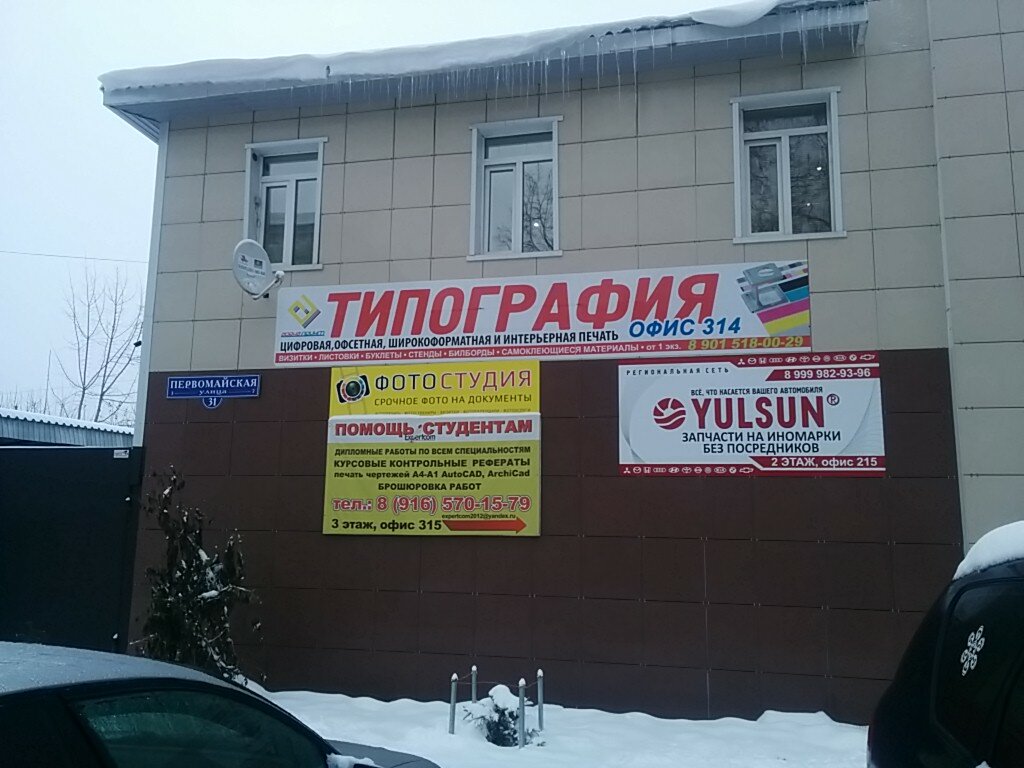 ТИПОГРАФИЯ
ОФИС 314
ЦИФРОВАЯ,ОФСЕТНАЯ, ШИРОКОФОРМАТНАЯ И ИНТЕРЬЕРНАЯ ПЕЧАТЬ
8 901 518-00-29
ВИЗИТКИ • ЛИСТОВКИ • БУКЛЕТЫ • СТЕНДЫ • БИЛБОРДЫ • САМОКЛЕЮЩИЕСЯ МАТЕРИАЛЫ • от 1 экз.
ПЕРВОМАЙСКАЯ
улица
31
ФОТОСТУДИЯ
СРОЧНОЕ ФОТО НА ДОКУМЕНТЫ
ПОМОЩЬ СТУДЕНТАМ
Expertcom
ДИПЛОМНЫЕ РАБОТЫ ПО ВСЕМ СПЕЦИАЛЬНОСТЯМ
КУРСОВЫЕ КОНТРОЛЬНЫЕ РЕФЕРАТЫ
печать чертежей А4-А1 AutoCAD, ArchiCad
БРОШЮРОВКА РАБОТ
тел.: 8 (916) 570-15-79
expertcom2012@yandex.ru
3 этаж, офис 315
РЕГИОНАЛЬНАЯ СЕТЬ
8 999 982-93-96
ВСЁ, ЧТО КАСАЕТСЯ ВАШЕГО АВТОМОБИЛЯ
YULSUN®
ЗАПЧАСТИ НА ИНОМАРКИ
БЕЗ ПОСРЕДНИКОВ
2 ЭТАЖ, офис 215